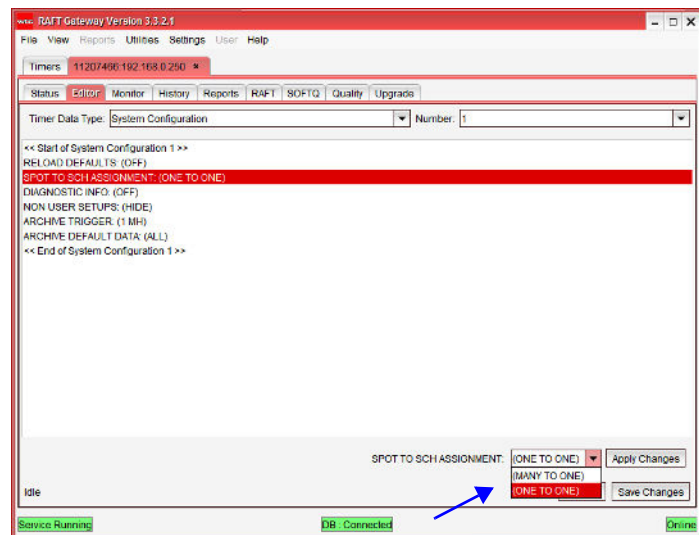 WTC RAFT Gateway Version 3.3.2.1
File View Reports Utilities Settings User Help
Timers 11207466:192.168.0.250 ×
Status Editor Monitor History Reports RAFT SOFTQ Quality Upgrade
Timer Data Type: System Configuration Number: 1
<< Start of System Configuration 1 >>
RELOAD DEFAULTS: (OFF)
SPOT TO SCH ASSIGNMENT: (ONE TO ONE)
DIAGNOSTIC INFO: (OFF)
NON USER SETUPS: (HIDE)
ARCHIVE TRIGGER: (1 MH)
ARCHIVE DEFAULT DATA: (ALL)
<< End of System Configuration 1 >>
SPOT TO SCH ASSIGNMENT: (ONE TO ONE) Apply Changes
(MANY TO ONE)
Idle (ONE TO ONE) Save Changes
Service Running DB : Connected Online